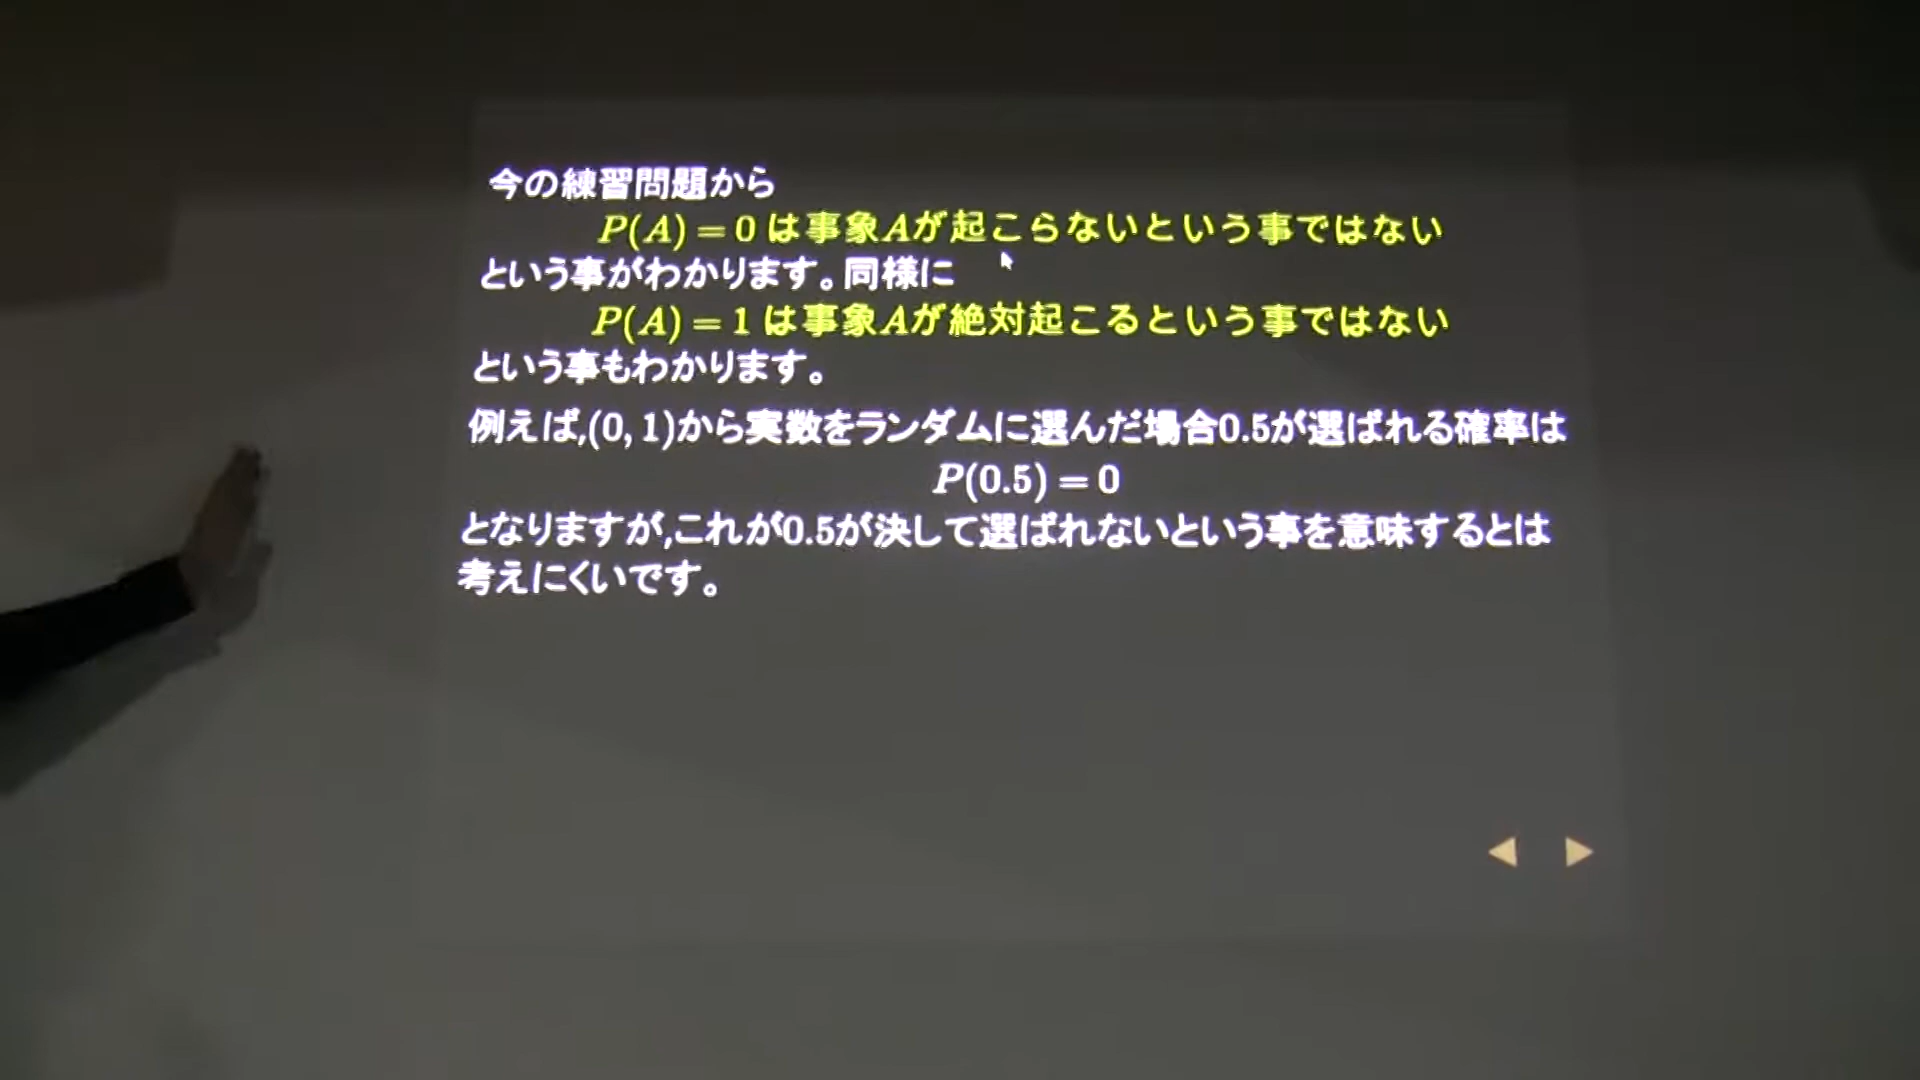 今の練習問題から
P(A) = 0 は事象Aが起こらないという事ではない
という事がわかります。同様に
P(A) = 1 は事象Aが絶対起こるという事ではない
という事もわかります。
例えば,(0, 1)から実数をランダムに選んだ場合0.5が選ばれる確率は
P(0.5) = 0
となりますが,これが0.5が決して選ばれないという事を意味するとは
考えにくいです。